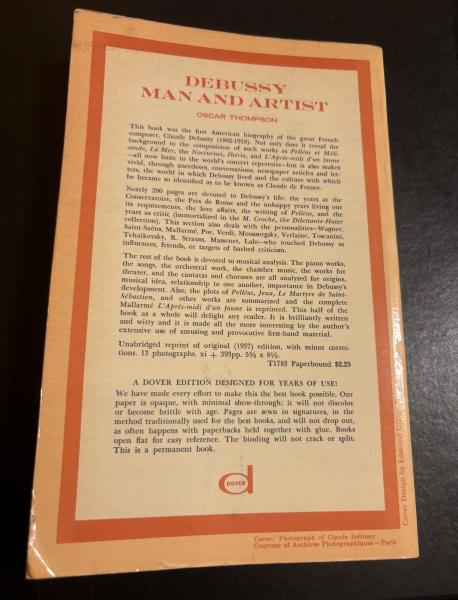 DEBUSSY
MAN AND ARTIST
OSCAR THOMPSON
This book was the first American biography of the great French
composer, Claude Debussy (1862-1918). Not only does it reveal the
background to the composition of such works as Pelléas et Méli-
sande, La Mer, the Nocturnes, Ibéria, and L'Après-midi d'un faune
—all now basic to the world's concert repertoire—but it also makes
vivid, through anecdotes, conversations, newspaper articles and let-
ters, the world in which Debussy lived and the culture with which
he became so identified as to be known as Claude de France.
Nearly 200 pages are devoted to Debussy's life: the years at the
Conservatoire, the Prix de Rome and the unhappy years living out
its requirements, the love affairs, the writing of Pelléas, and the
years as critic (immortalized in the M. Croche, the Dilettante-Hater
collection). This section also deals with the personalities—Wagner,
Saint-Saëns, Mallarmé, Poe, Verdi, Moussorgsky, Verlaine, Toscanini,
Tchaikovsky, R. Strauss, Massenet, Lalo—who touched Debussy as
influences, friends, or targets of barbed criticism.
The rest of the book is devoted to musical analysis. The piano works,
the songs, the orchestral work, the chamber music, the works for
theater, and the cantatas and choruses are all analyzed for origins,
musical idea, relationship to one another, importance in Debussy's
development. Also, the plots of Pelléas, Jeux, Le Martyre de Saint-
Sébastien, and other works are summarized and the complete
Mallarmé L'Après-midi d'un faune is reprinted. This half of the
book as a whole will delight any reader. It is brilliantly written
and witty and it is made all the more interesting by the author's
extensive use of amusing and provocative first-hand material.
Unabridged reprint of original (1937) edition, with minor correc-
tions. 13 photographs. xi + 393pp. 5⅜ x 8½.
T1783 Paperbound $2.25
A DOVER EDITION DESIGNED FOR YEARS OF USE!
We have made every effort to make this the best book possible. Our
paper is opaque, with minimal show-through; it will not discolor
or become brittle with age. Pages are sewn in signatures, in the
method traditionally used for the best books, and will not drop out,
as often happens with paperbacks held together with glue. Books
open flat for easy reference. The binding will not crack or split.
This is a permanent book.
DOVER
Cover Design by Edmund
Cover: Photograph of Claude Debussy
Courtesy of Archives Photographiques—Paris